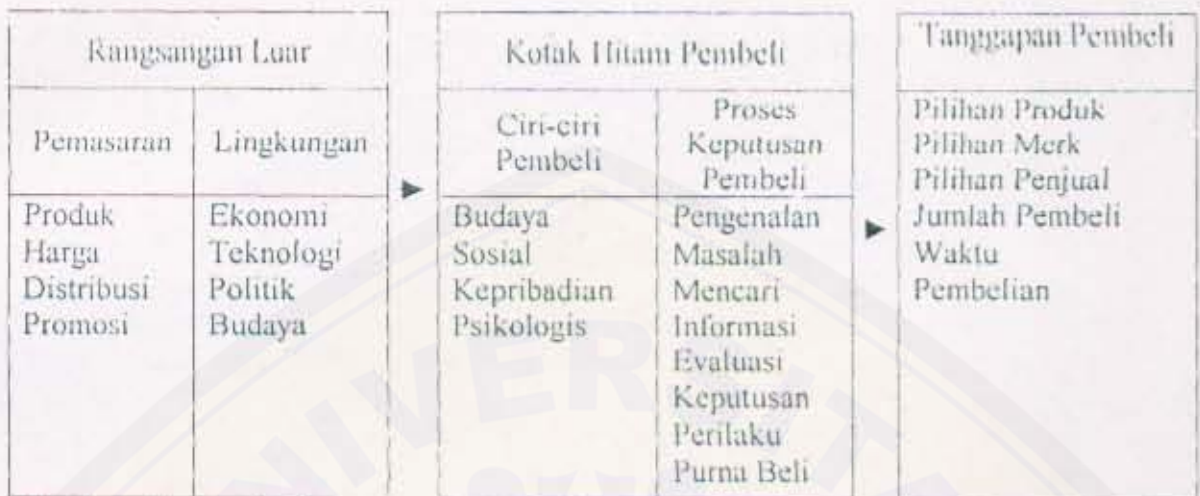 Rangsangan Luar
Pemasaran
Lingkungan
Produk
Harga
Distribusi
Promosi
Ekonomi
Teknologi
Politik
Budaya
Kotak Hitam Pembeli
Ciri-ciri
Pembeli
Proses
Keputusan
Pembeli
Budaya
Sosial
Kepribadian
Psikologis
Pengenalan
Masalah
Mencari
Informasi
Evaluasi
Keputusan
Perilaku
Purna Beli
Tanggapan Pembeli
Pilihan Produk
Pilihan Merk
Pilihan Penjual
Jumlah Pembeli
Waktu
Pembelian